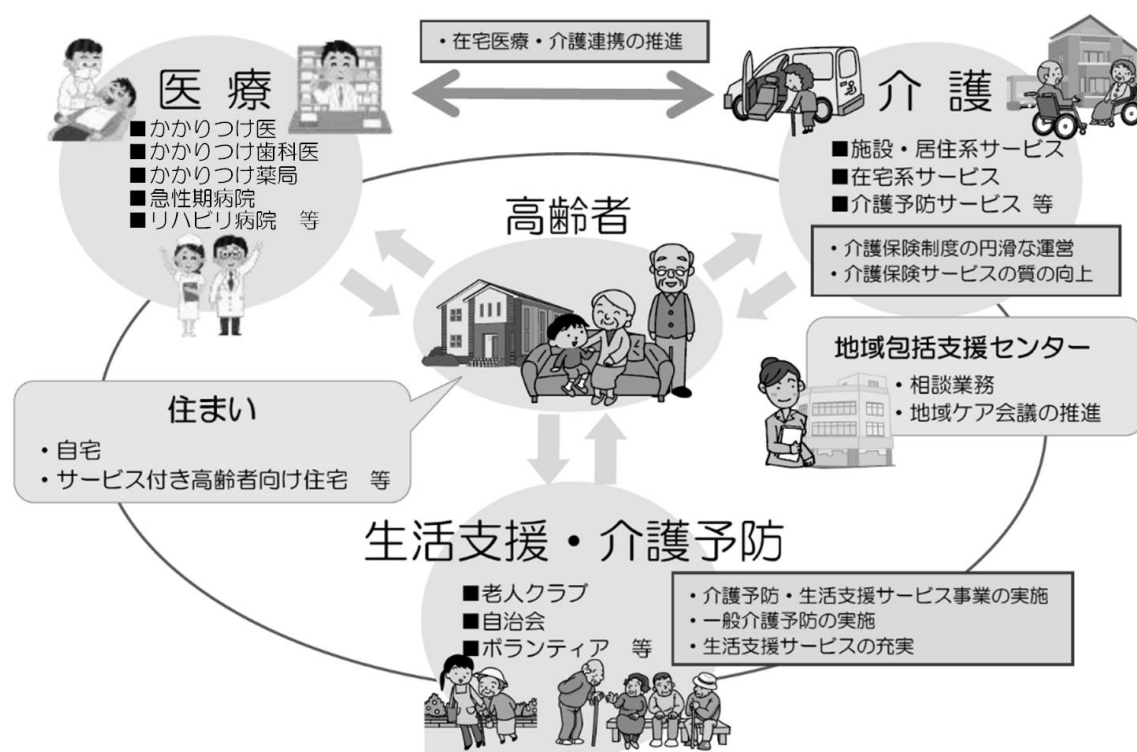 ・在宅医療・介護連携の推進
医 療
■かかりつけ医
■かかりつけ歯科医
■かかりつけ薬局
■急性期病院
■リハビリ病院　等
介 護
■施設・居住系サービス
■在宅系サービス
■介護予防サービス 等
・介護保険制度の円滑な運営
・介護保険サービスの質の向上
高齢者
地域包括支援センター
・相談業務
・地域ケア会議の推進
住まい
・自宅
・サービス付き高齢者向け住宅　等
生活支援・介護予防
■老人クラブ
■自治会
■ボランティア　等
・介護予防・生活支援サービス事業の実施
・一般介護予防の実施
・生活支援サービスの充実